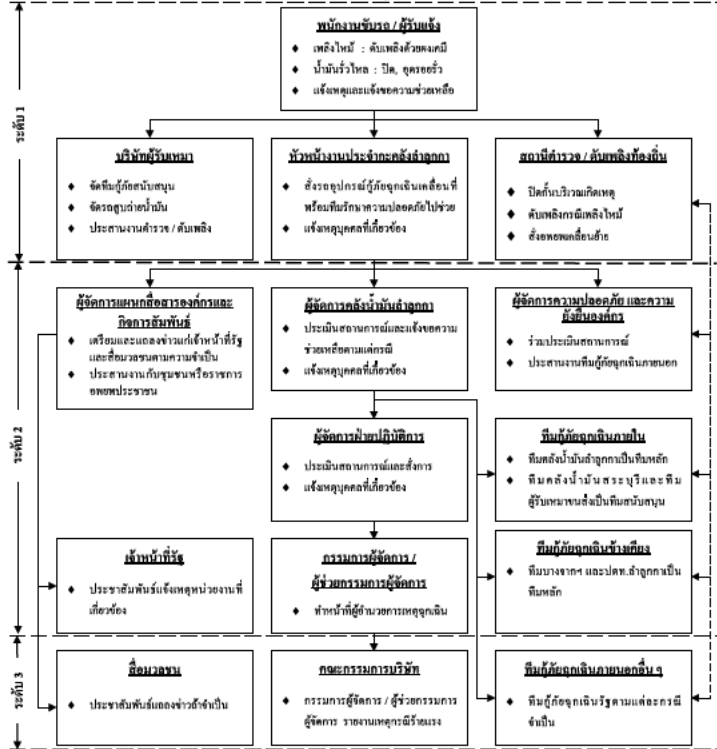 พนักงานขับรถ / ผู้รับแจ้ง
♦ เพลิงไหม้ : ดับเพลิงด้วยผงเคมี
♦ น้ำมันรั่วไหล : ปิด, อุดรอยรั่ว
♦ แจ้งเหตุและแจ้งขอความช่วยเหลือ
ระดับ 1
บริษัทผู้รับเหมา
♦ จัดทีมกู้ภัยสนับสนุน
♦ จัดรถสูบถ่ายน้ำมัน
♦ ประสานงานตำรวจ / ดับเพลิง
หัวหน้างานประจำกะคลังลำลูกกา
♦ สั่งรถอุปกรณ์กู้ภัยฉุกเฉินเคลื่อนที่
พร้อมทีมรักษาความปลอดภัยไปช่วย
♦ แจ้งเหตุบุคคลที่เกี่ยวข้อง
สถานีตำรวจ / ดับเพลิงท้องถิ่น
♦ ปิดกั้นบริเวณเกิดเหตุ
♦ ดับเพลิงกรณีเพลิงไหม้
♦ สั่งอพยพเคลื่อนย้าย
ระดับ 2
ผู้จัดการแผนกสื่อสารองค์กรและ
กิจการสัมพันธ์
♦ เตรียมและแถลงข่าวแก่เจ้าหน้าที่รัฐ
และสื่อมวลชนตามความจำเป็น
♦ ประสานงานกับชุมชนหรือราชการ
อพยพประชาชน
ผู้จัดการคลังน้ำมันลำลูกกา
♦ ประเมินสถานการณ์และแจ้งขอความ
ช่วยเหลือตามแต่กรณี
♦ แจ้งเหตุบุคคลที่เกี่ยวข้อง
ผู้จัดการความปลอดภัย และความ
ยั่งยืนองค์กร
♦ ร่วมประเมินสถานการณ์
♦ ประสานงานทีมกู้ภัยฉุกเฉินภายนอก
ผู้จัดการฝ่ายปฏิบัติการ
♦ ประเมินสถานการณ์และสั่งการ
♦ แจ้งเหตุบุคคลที่เกี่ยวข้อง
ทีมกู้ภัยฉุกเฉินภายใน
♦ ทีมคลังน้ำมันลำลูกกาเป็นทีมหลัก
♦ ทีมคลังน้ำมันสระบุรีและทีม
ผู้รับเหมาขนส่งเป็นทีมสนับสนุน
เจ้าหน้าที่รัฐ
♦ ประชาสัมพันธ์แจ้งเหตุหน่วยงานที่
เกี่ยวข้อง
กรรมการผู้จัดการ /
ผู้ช่วยกรรมการผู้จัดการ
♦ ทำหน้าที่ผู้อำนวยการเหตุฉุกเฉิน
ทีมกู้ภัยฉุกเฉินข้างเคียง
♦ ทีมบางจากฯ และปตท.ลำลูกกาเป็น
ทีมหลัก
ระดับ 3
สื่อมวลชน
♦ ประชาสัมพันธ์แถลงข่าวถ้าจำเป็น
คณะกรรมการบริษัท
♦ กรรมการผู้จัดการ / ผู้ช่วยกรรมการ
ผู้จัดการ รายงานเหตุกรณีร้ายแรง
ทีมกู้ภัยฉุกเฉินภายนอกอื่น ๆ
♦ ทีมกู้ภัยฉุกเฉินรัฐตามแต่ละกรณี
จำเป็น